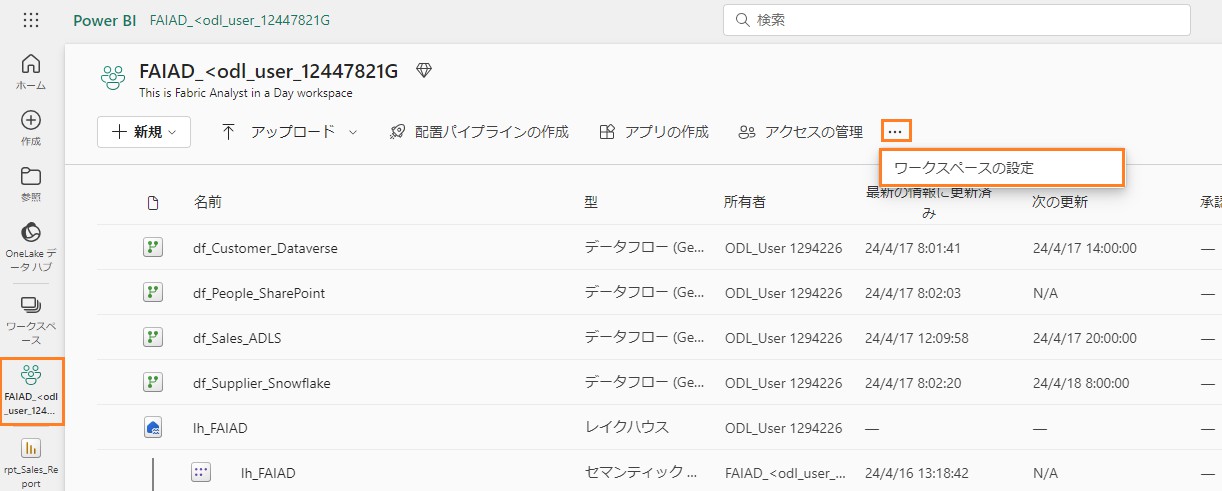 Power BI FAIAD_<odl_user_12447821G
検索
ホーム
作成
参照
OneLake デ
ータ ハブ
ワークスペ
ース
FAIAD_<odl
_user_124...
rpt_Sales_Re
port
FAIAD_<odl_user_12447821G
This is Fabric Analyst in a Day workspace
新規 アップロード 配置パイプラインの作成 アプリの作成 アクセスの管理 ...
ワークスペースの設定
名前 型 所有者 最新の情報に更新済み 次の更新 承認
df_Customer_Dataverse データフロー (Ge... ODL_User 1294226 24/4/17 8:01:41 24/4/17 14:00:00 —
df_People_SharePoint データフロー (Ge... ODL_User 1294226 24/4/17 8:02:03 N/A —
df_Sales_ADLS データフロー (Ge... ODL_User 1294226 24/4/17 12:09:58 24/4/17 20:00:00 —
df_Supplier_Snowflake データフロー (Ge... ODL_User 1294226 24/4/17 8:02:20 24/4/18 8:00:00 —
lh_FAIAD レイクハウス ODL_User 1294226 — — —
lh_FAIAD セマンティック ... FAIAD_<odl_user_... 24/4/16 13:18:42 N/A —